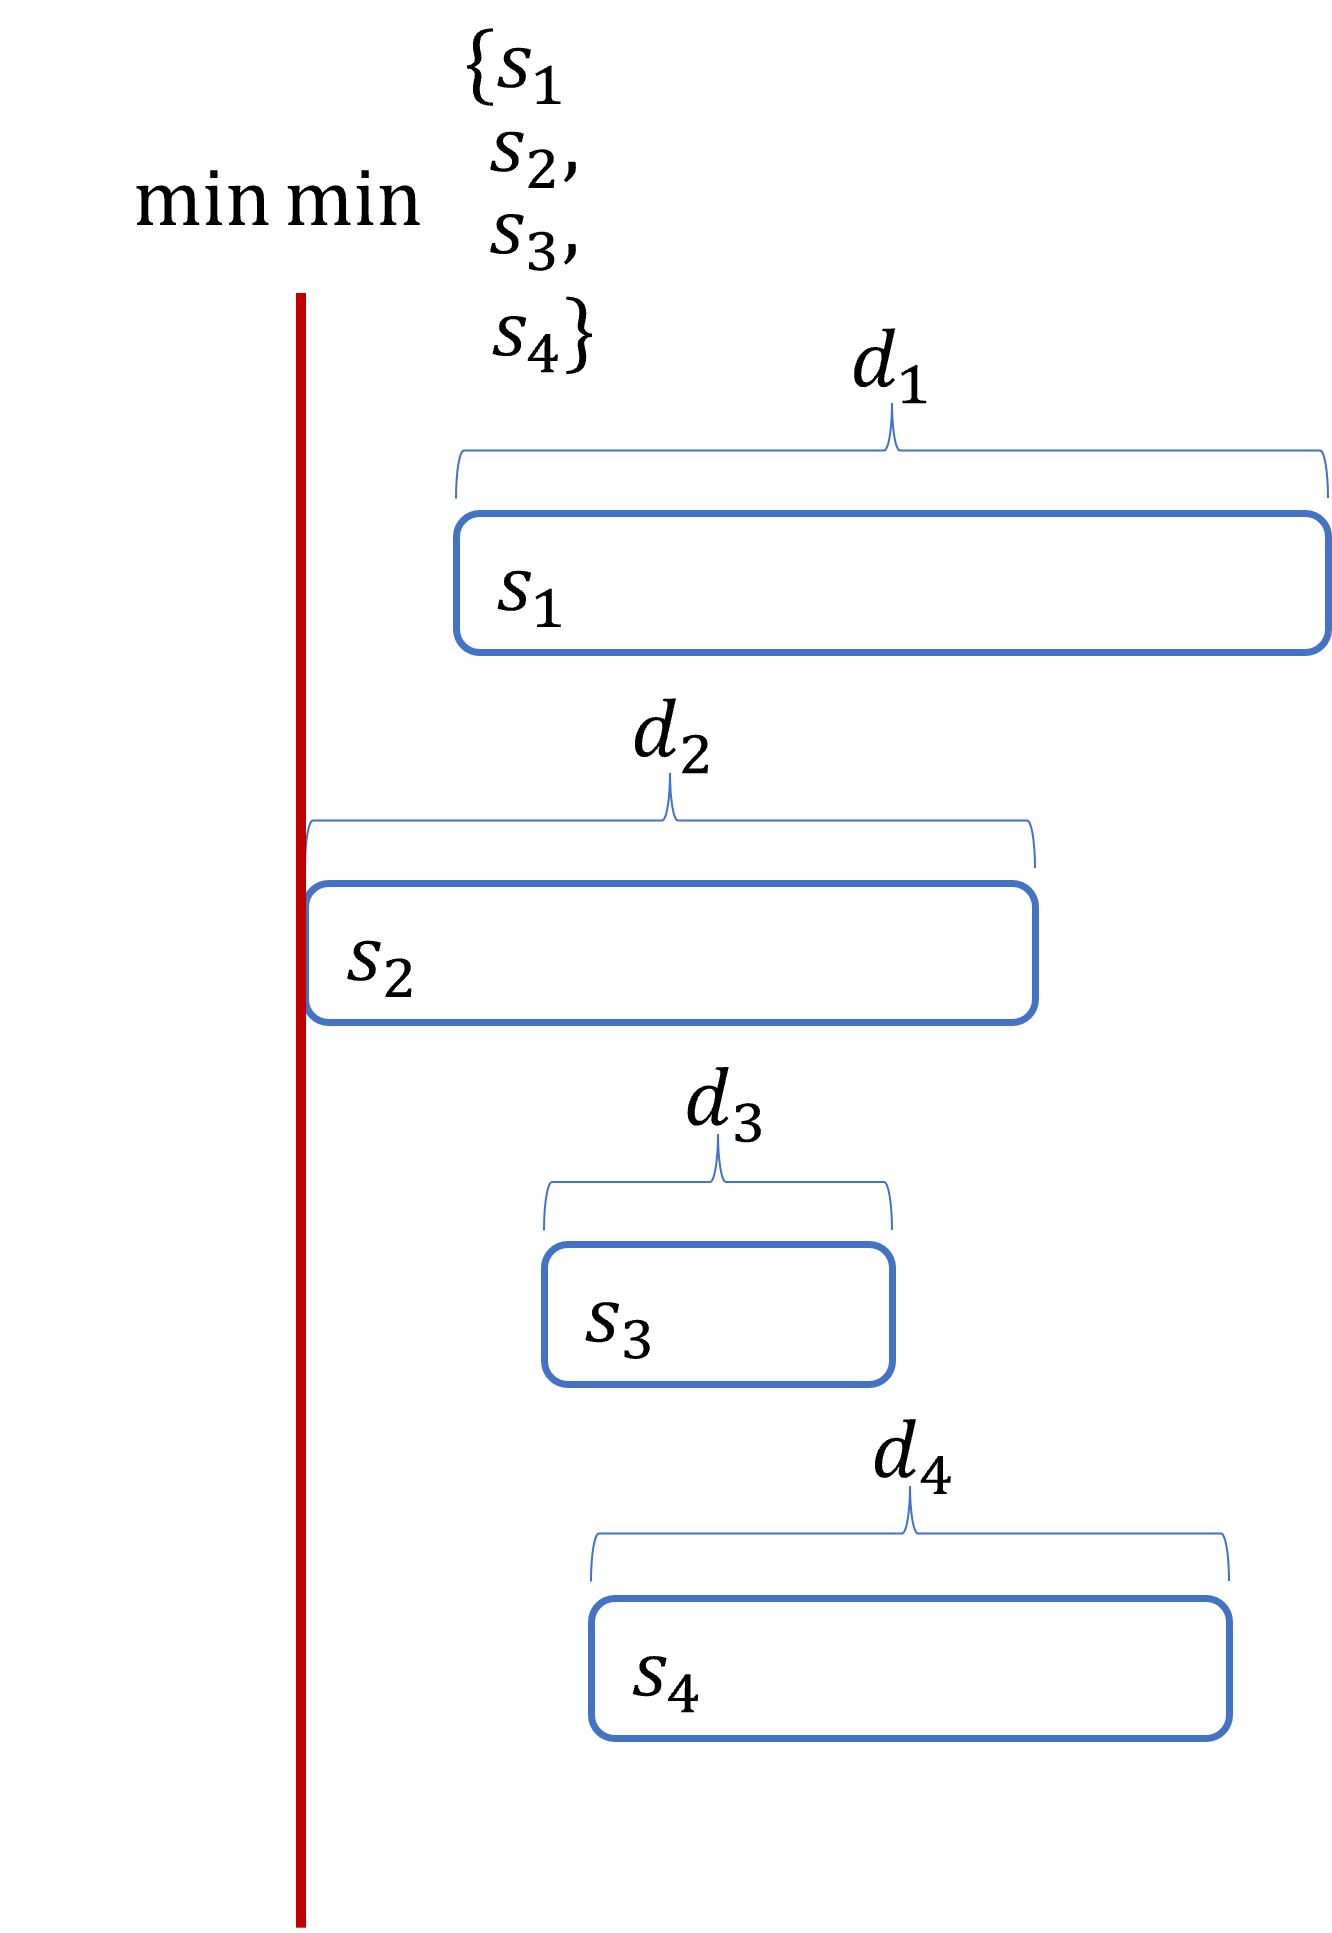 {s₁
s₂,
min min
s₃,
s₄}
d₁
s₁
d₂
s₂
d₃
s₃
d₄
s₄